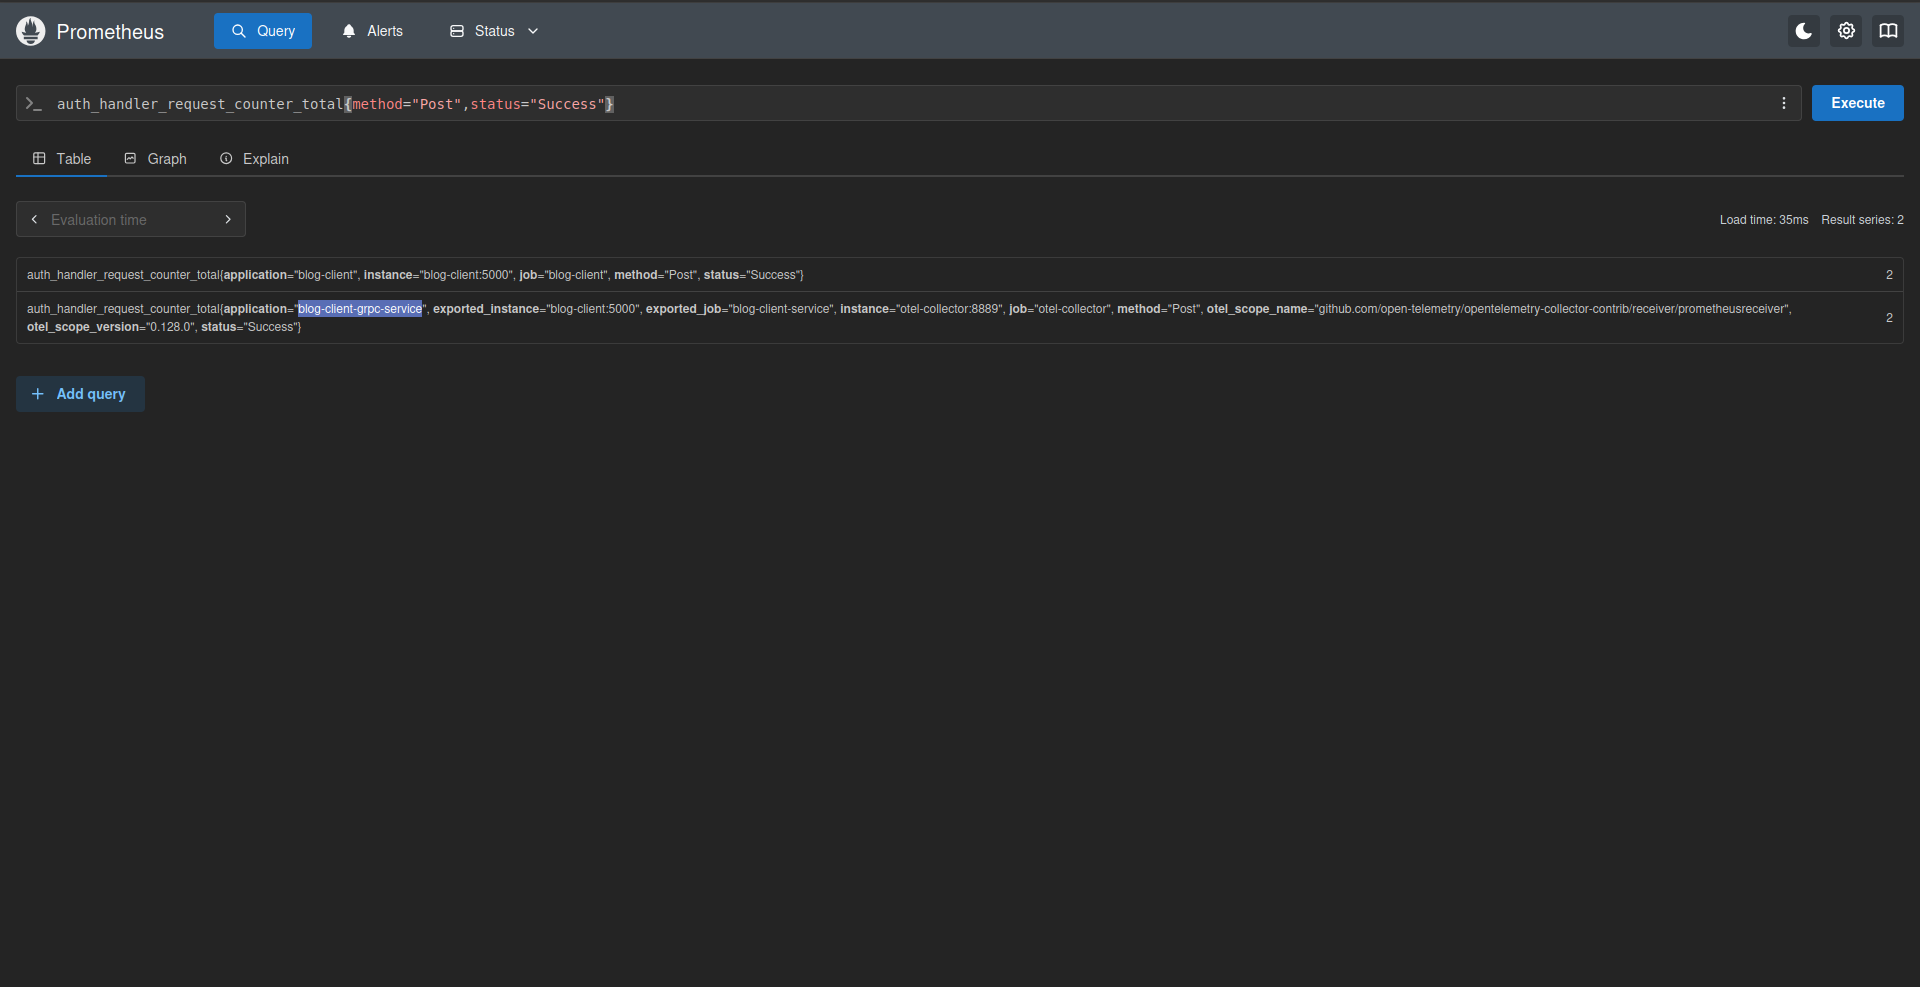 Prometheus
Query
Alerts
Status
>_ auth_handler_request_counter_total{method="Post",status="Success"}
Execute
Table
Graph
Explain
Evaluation time
Load time: 35ms Result series: 2
auth_handler_request_counter_total{application="blog-client", instance="blog-client:5000", job="blog-client", method="Post", status="Success"} 2
auth_handler_request_counter_total{application="blog-client-grpc-service", exported_instance="blog-client:5000", exported_job="blog-client-service", instance="otel-collector:8889", job="otel-collector", method="Post", otel_scope_name="github.com/open-telemetry/opentelemetry-collector-contrib/receiver/prometheusreceiver",
otel_scope_version="0.128.0", status="Success"} 2
Add query